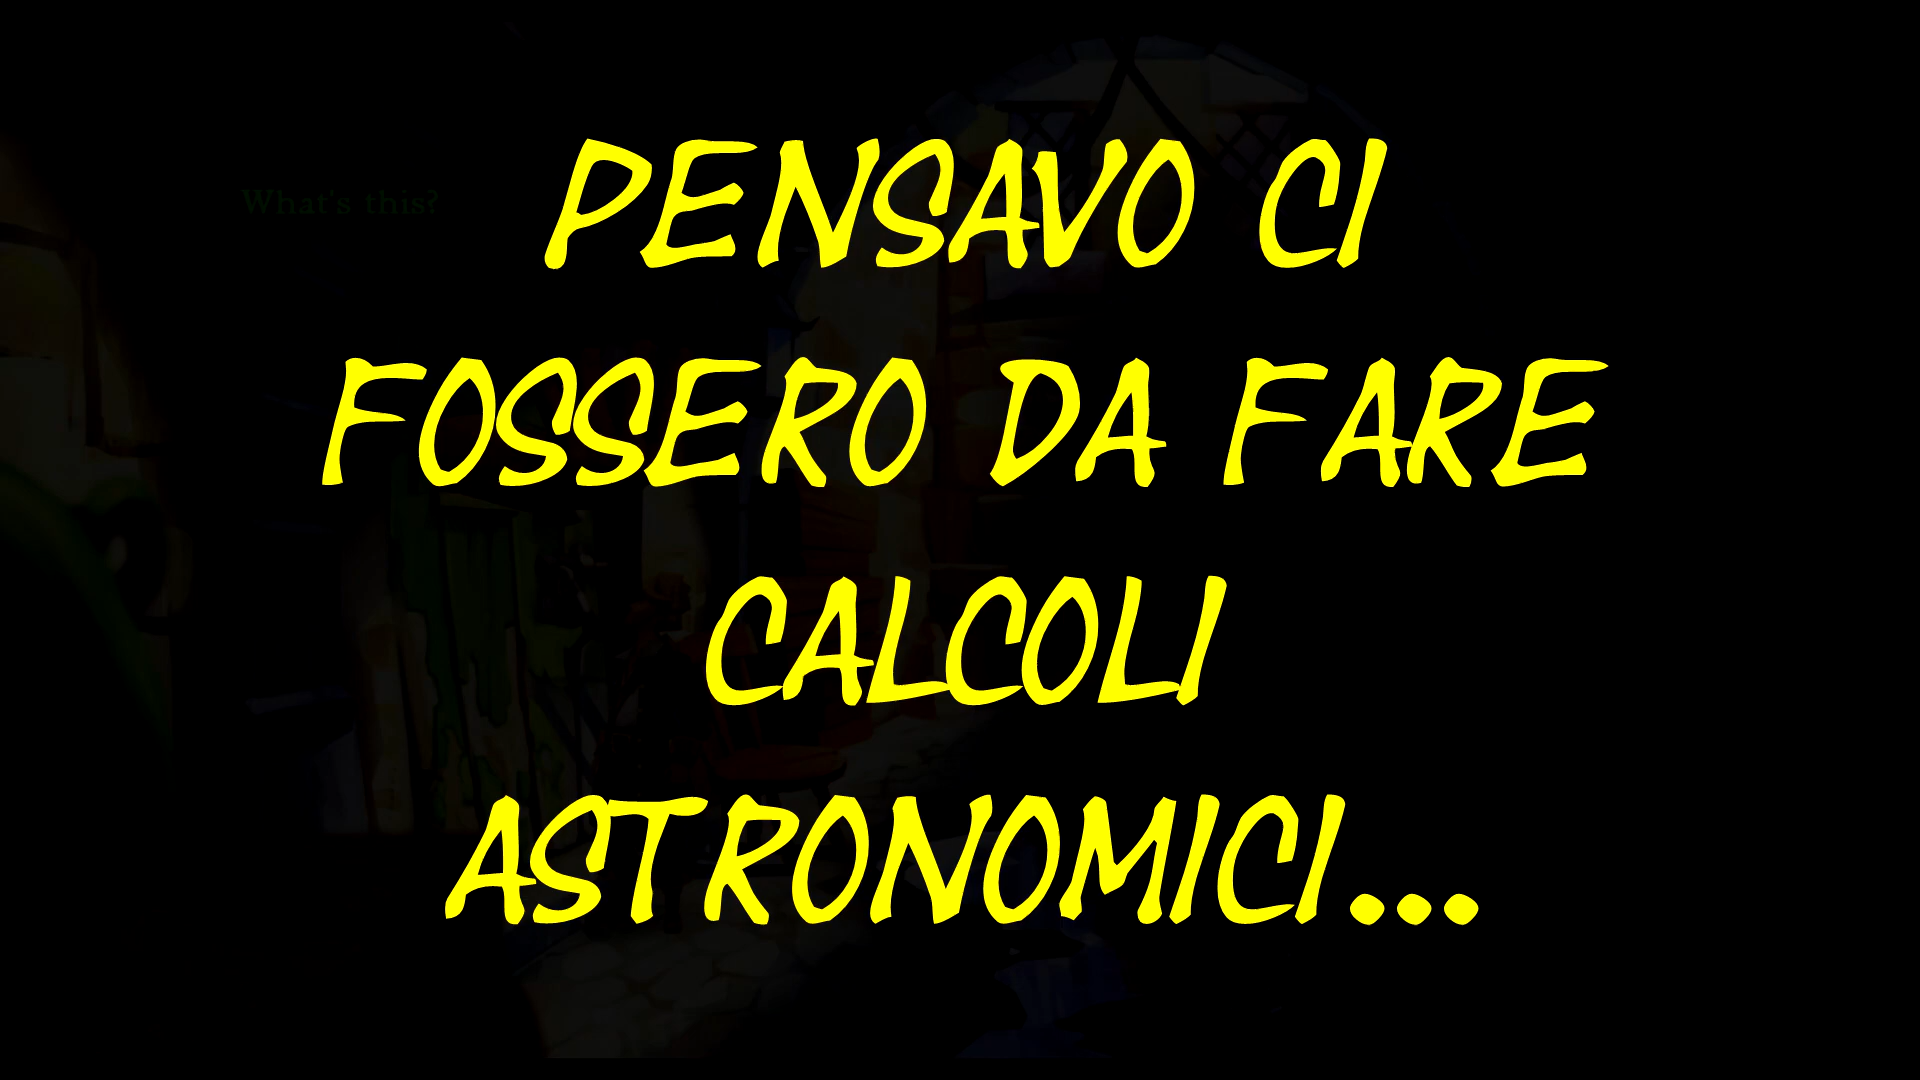 What's this?
PENSAVO CI
FOSSERO DA FARE
CALCOLI
ASTRONOMICI...